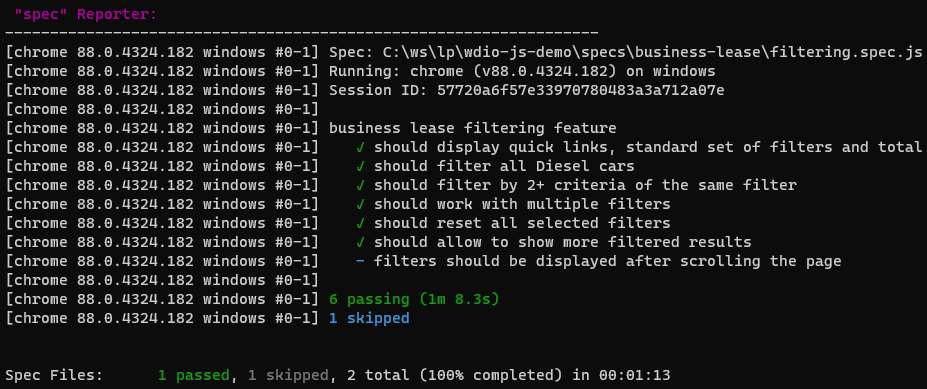 "spec" Reporter:
------------------------------------------------------------------
[chrome 88.0.4324.182 windows #0-1] Spec: C:\ws\lp\wdio-js-demo\specs\business-lease\filtering.spec.js
[chrome 88.0.4324.182 windows #0-1] Running: chrome (v88.0.4324.182) on windows
[chrome 88.0.4324.182 windows #0-1] Session ID: 57720a6f57e33970780483a3a712a07e
[chrome 88.0.4324.182 windows #0-1]
[chrome 88.0.4324.182 windows #0-1] business lease filtering feature
[chrome 88.0.4324.182 windows #0-1]    ✓ should display quick links, standard set of filters and total
[chrome 88.0.4324.182 windows #0-1]    ✓ should filter all Diesel cars
[chrome 88.0.4324.182 windows #0-1]    ✓ should filter by 2+ criteria of the same filter
[chrome 88.0.4324.182 windows #0-1]    ✓ should work with multiple filters
[chrome 88.0.4324.182 windows #0-1]    ✓ should reset all selected filters
[chrome 88.0.4324.182 windows #0-1]    ✓ should allow to show more filtered results
[chrome 88.0.4324.182 windows #0-1]    - filters should be displayed after scrolling the page
[chrome 88.0.4324.182 windows #0-1]
[chrome 88.0.4324.182 windows #0-1] 6 passing (1m 8.3s)
[chrome 88.0.4324.182 windows #0-1] 1 skipped
Spec Files:      1 passed, 1 skipped, 2 total (100% completed) in 00:01:13